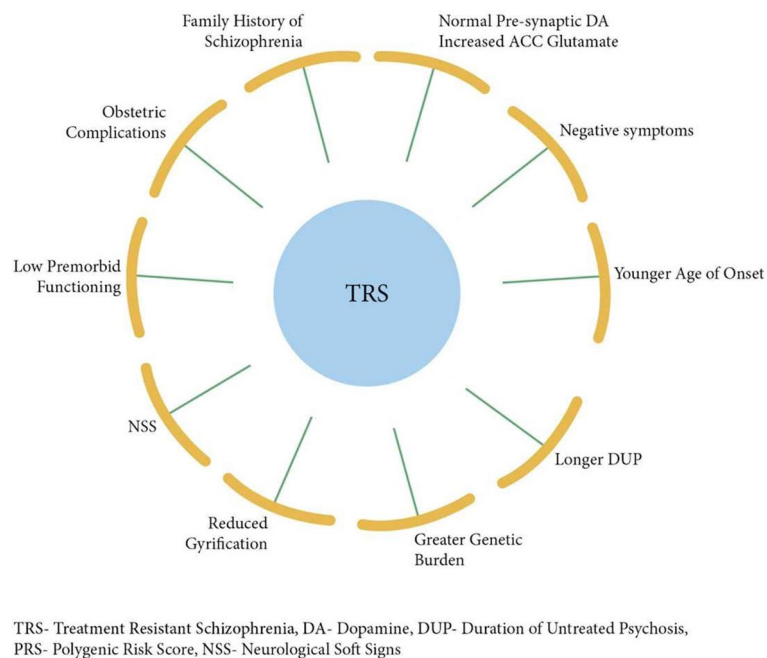 Family History of
Schizophrenia
Normal Pre-synaptic DA
Increased ACC Glutamate
Obstetric
Complications
Negative symptoms
Low Premorbid
Functioning
TRS
Younger Age of Onset
NSS
Longer DUP
Reduced
Gyrification
Greater Genetic
Burden
TRS- Treatment Resistant Schizophrenia, DA- Dopamine, DUP- Duration of Untreated Psychosis,
PRS- Polygenic Risk Score, NSS- Neurological Soft Signs